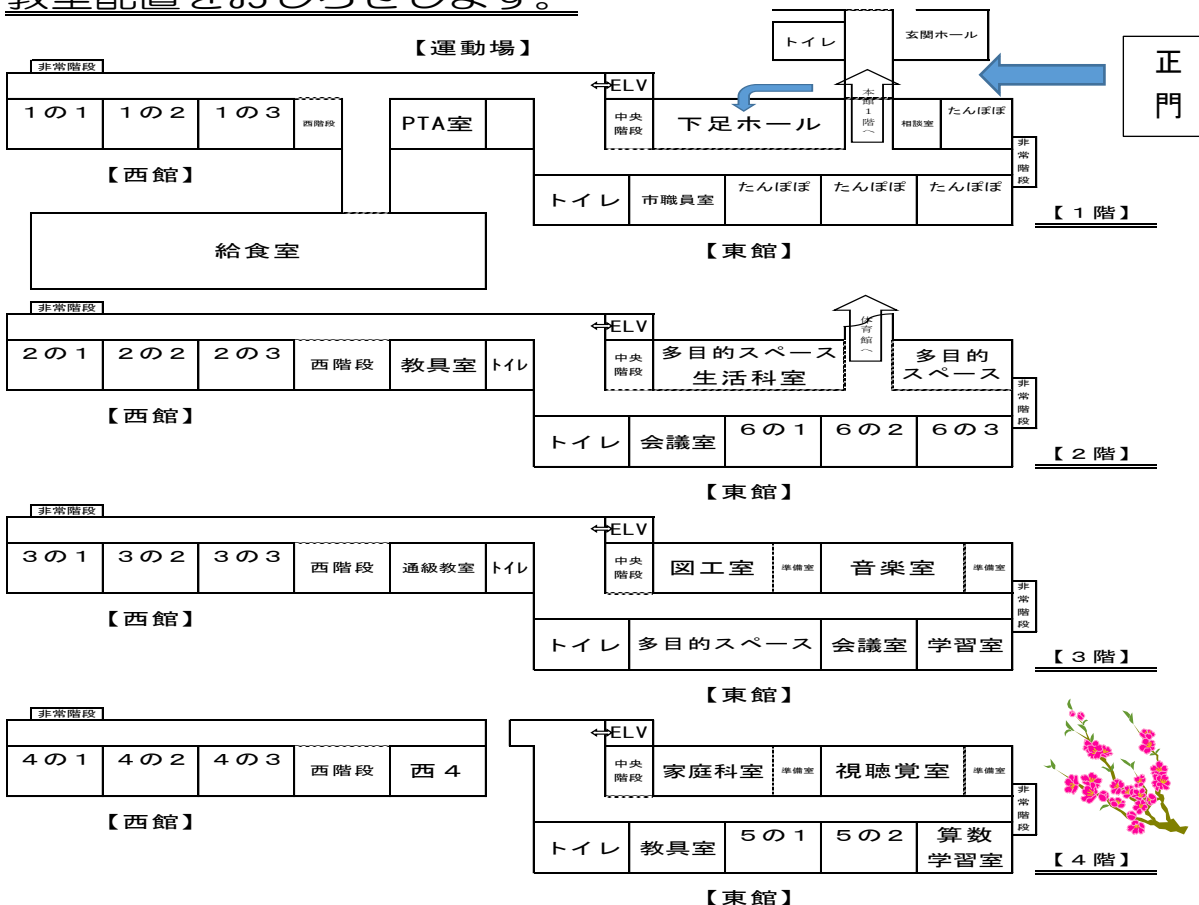 教室配置をおしらせします。
【運動場】
トイレ
玄関ホール
正門
非常階段
⇔ELV
1の1 1の2 1の3 西階段 PTA室
中央階段 下足ホール 本館1階へ 相談室 たんぽぽ
非常階段
【西館】
トイレ 市職員室 たんぽぽ たんぽぽ たんぽぽ
【1階】
給食室
【東館】
非常階段
⇔ELV
体育館へ
2の1 2の2 2の3 西階段 教具室 トイレ
中央階段 多目的スペース 生活科室 多目的スペース
非常階段
【西館】
トイレ 会議室 6の1 6の2 6の3
【2階】
【東館】
非常階段
⇔ELV
3の1 3の2 3の3 西階段 通級教室 トイレ
中央階段 図工室 準備室 音楽室 準備室
非常階段
【西館】
トイレ 多目的スペース 会議室 学習室
【3階】
【東館】
非常階段
⇔ELV
4の1 4の2 4の3 西階段 西4
中央階段 家庭科室 準備室 視聴覚室 準備室
非常階段
【西館】
トイレ 教具室 5の1 5の2 算数学習室
【4階】
【東館】